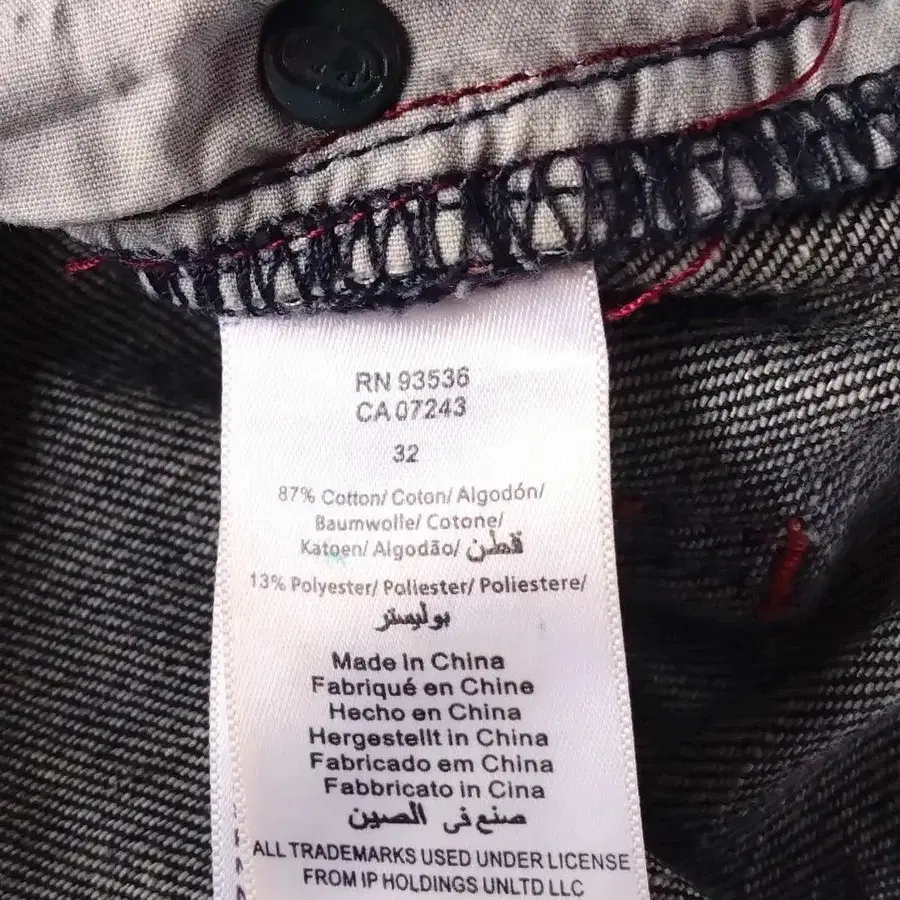 RN 93536
CA 07243
32
87% Cotton/ Coton/ Algodón/
Baumwolle/ Cotone/
Katoen/ Algodão/ قطن
13% Polyester/ Poliester/ Poliestere/
بوليستر
Made in China
Fabriqué en Chine
Hecho en China
Hergestellt in China
Fabricado em China
Fabbricato in Cina
صنع في الصين
ALL TRADEMARKS USED UNDER LICENSE
FROM IP HOLDINGS UNLTD LLC